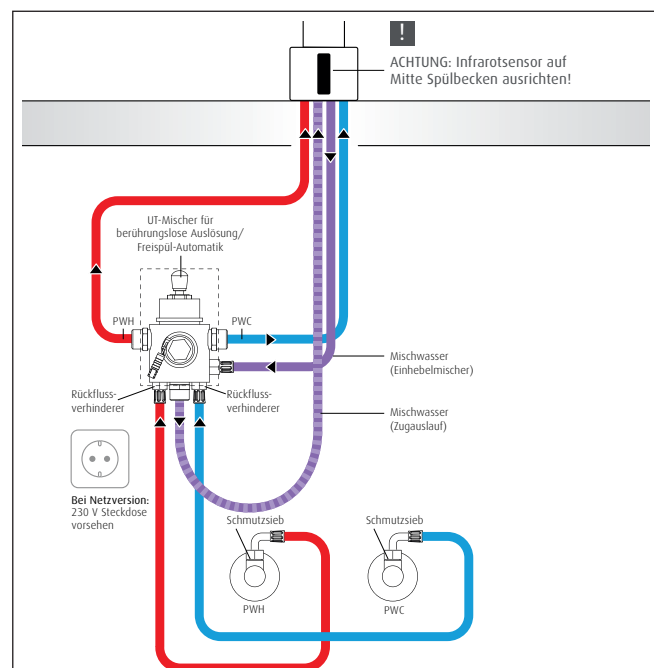 !
ACHTUNG: Infrarotsensor auf
Mitte Spülbecken ausrichten!
UT-Mischer für
berührungslose Auslösung/
Freispül-Automatik
PWH
PWC
Mischwasser
(Einhebelmischer)
Rückfluss-
verhinderer
Rückfluss-
verhinderer
Mischwasser
(Zugauslauf)
Bei Netzversion:
230 V Steckdose
vorsehen
Schmutzsieb
Schmutzsieb
PWH
PWC